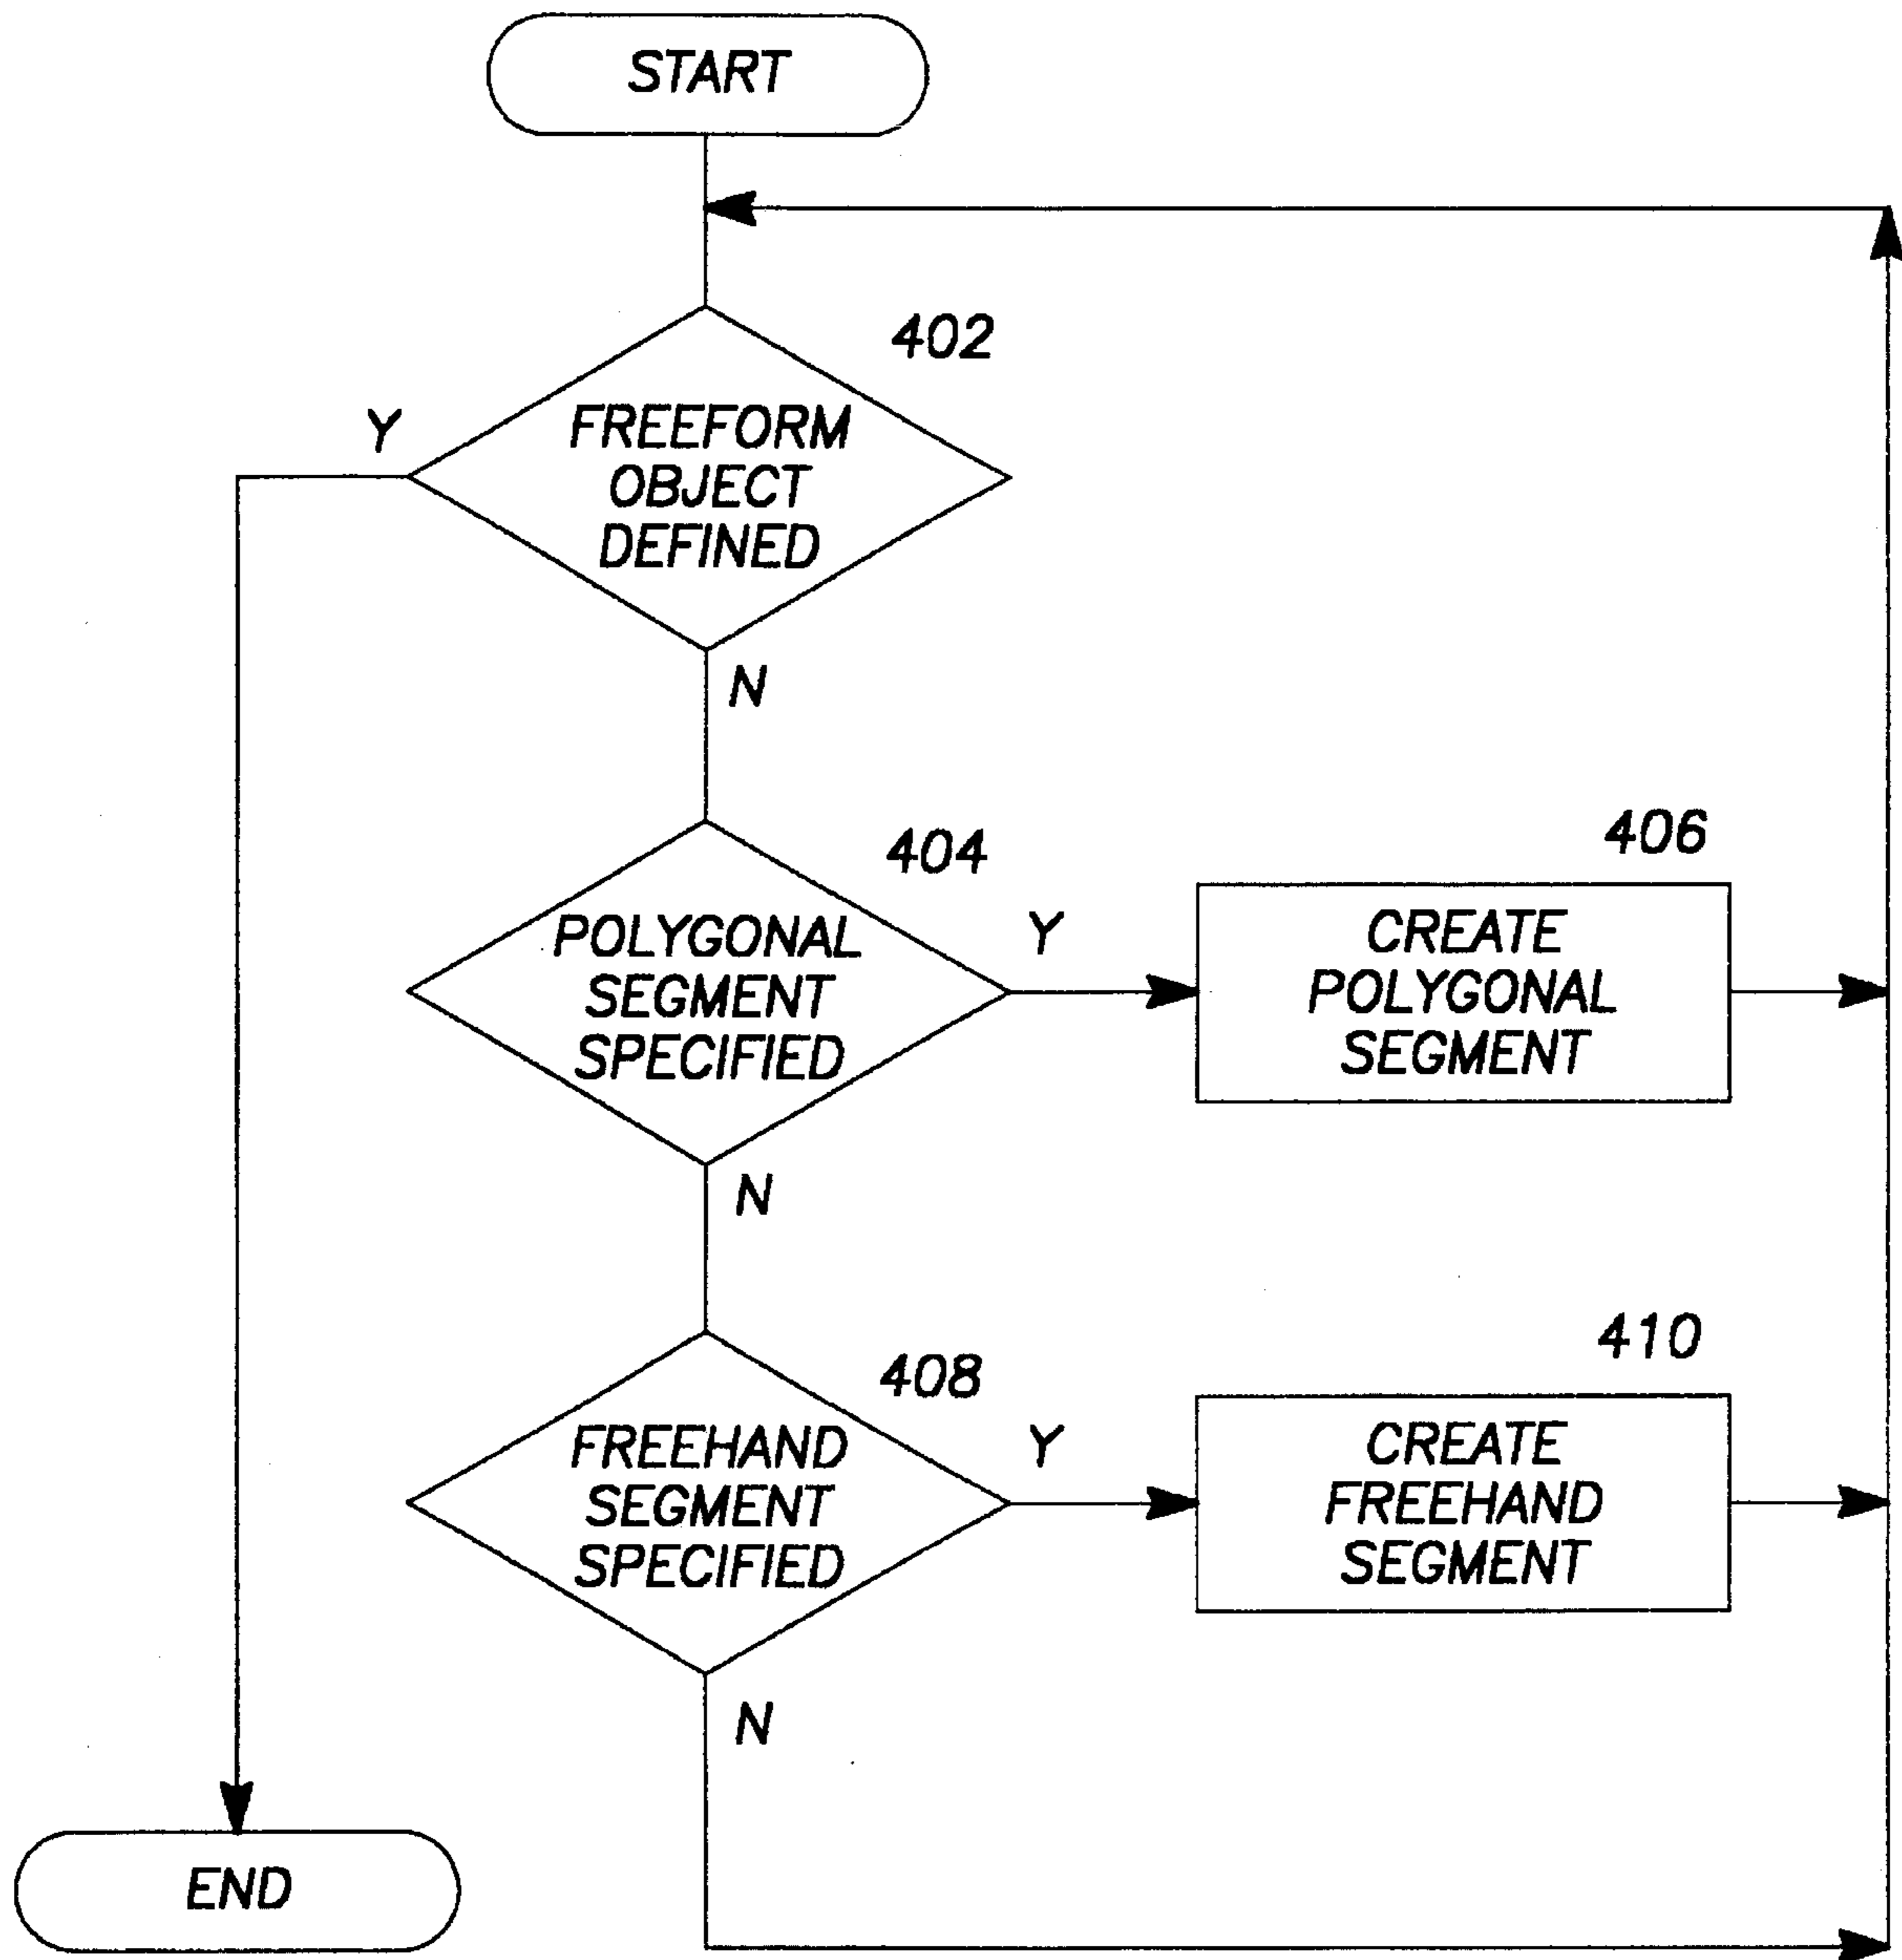 START
402
Y
FREEFORM
OBJECT
DEFINED
N
404
406
POLYGONAL
SEGMENT
SPECIFIED
Y
CREATE
POLYGONAL
SEGMENT
N
408
410
FREEHAND
SEGMENT
SPECIFIED
Y
CREATE
FREEHAND
SEGMENT
N
END